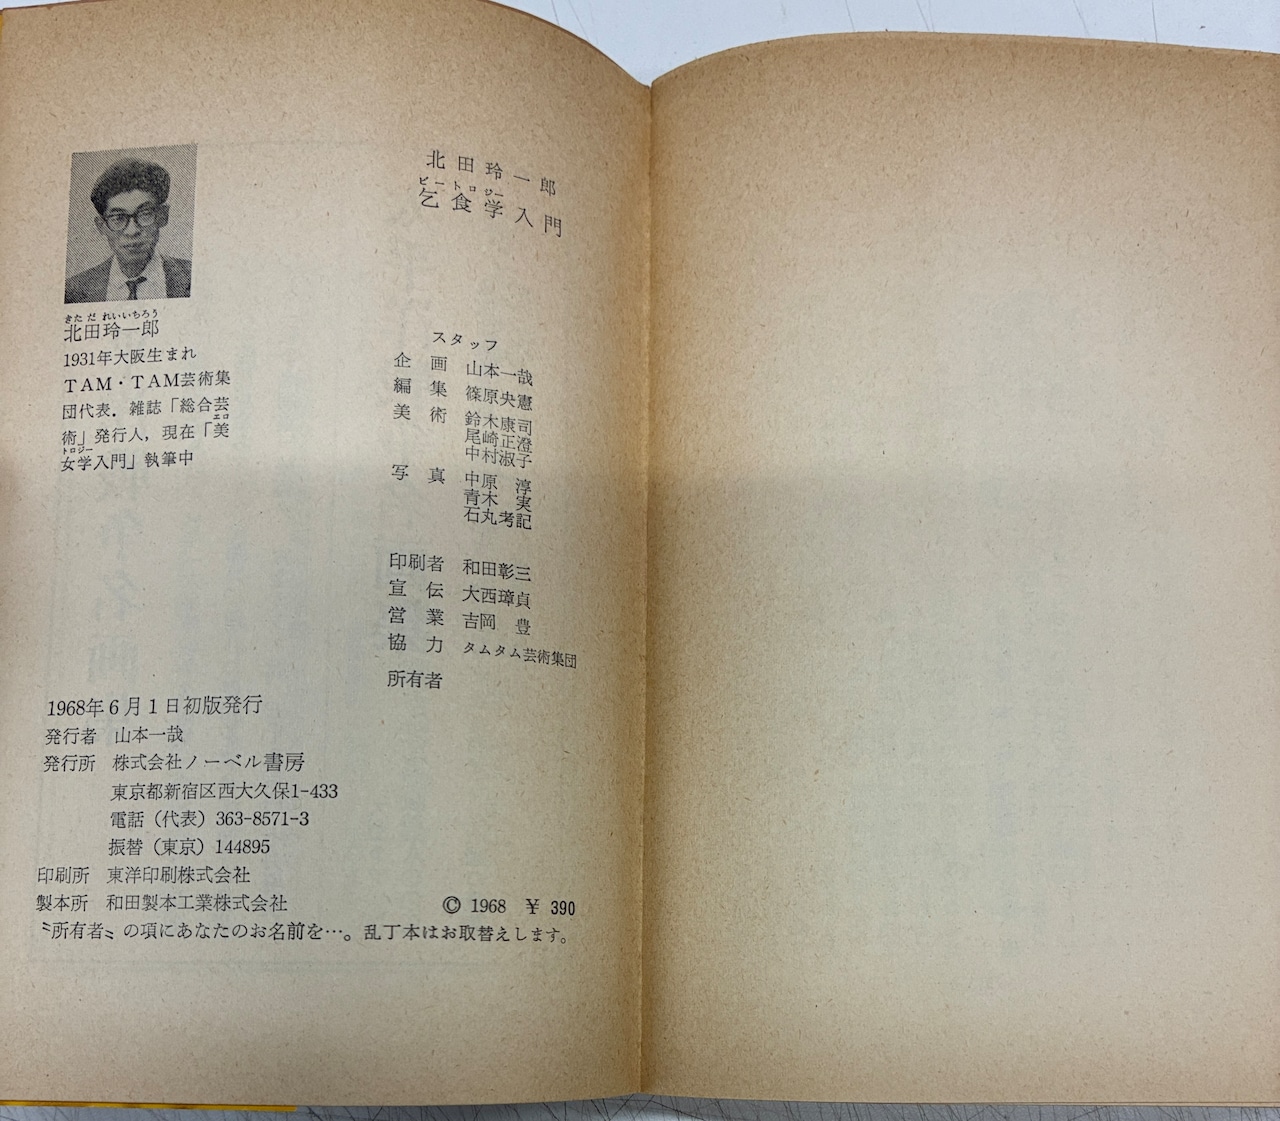 北田玲一郎
ビートロジー
乞食学入門
きただ れいいちろう
北田玲一郎
1931年大阪生まれ
ＴＡＭ・ＴＡＭ芸術集
団代表．雑誌「総合芸
エロ
術」発行人，現在「美
トロジー
女学入門」執筆中
スタッフ
企　画　山本一哉
編　集　篠原央憲
美　術　鈴木康司
尾崎正澄
中村淑子
写　真　中原　淳
青木　実
石丸考記
印刷者　和田彰三
宣　伝　大西璋貞
営　業　吉岡　豊
協　力　タムタム芸術集団
所有者
1968年6月1日初版発行
発行者　山本一哉
発行所　株式会社ノーベル書房
東京都新宿区西大久保1-433
電話（代表）363-8571-3
振替（東京）144895
印刷所　東洋印刷株式会社
製本所　和田製本工業株式会社
© 1968　￥390
〝所有者〟の項にあなたのお名前を…。乱丁本はお取替えします。